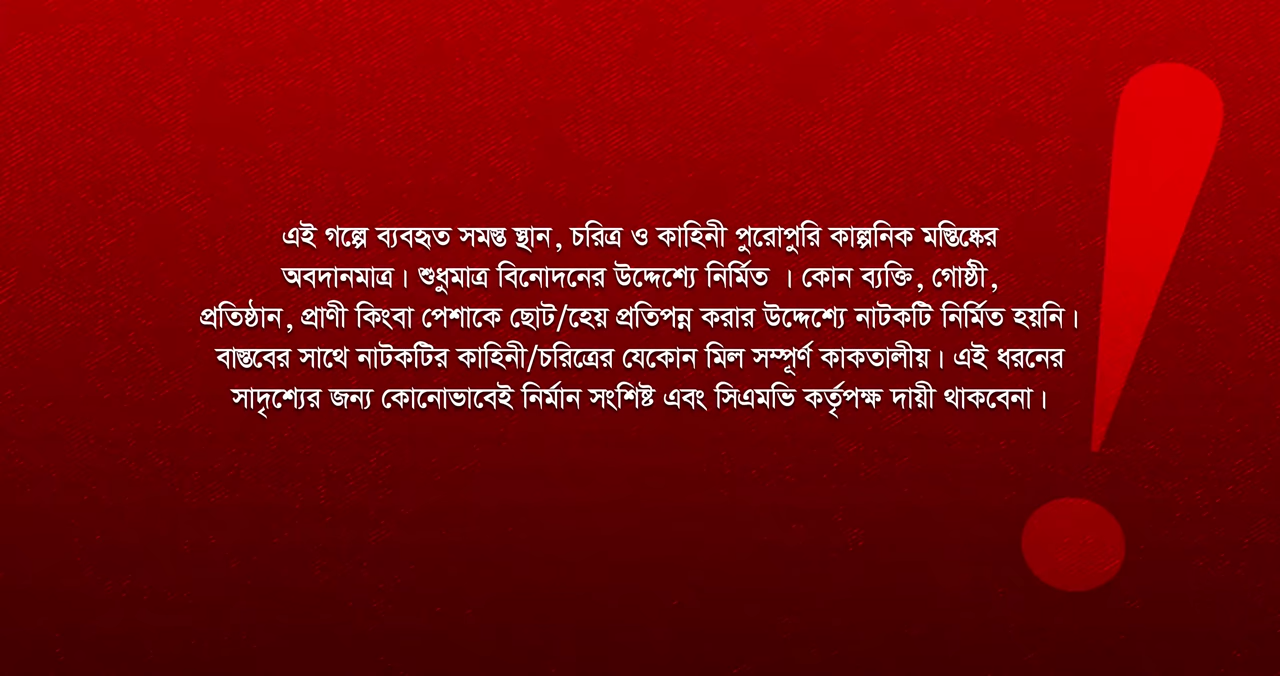 এই গল্পে ব্যবহৃত সমস্ত স্থান, চরিত্র ও কাহিনী পুরোপুরি কাল্পনিক মস্তিষ্কের
অবদানমাত্র। শুধুমাত্র বিনোদনের উদ্দেশ্যে নির্মিত । কোন ব্যক্তি, গোষ্ঠী,
প্রতিষ্ঠান, প্রাণী কিংবা পেশাকে ছোট/হেয় প্রতিপন্ন করার উদ্দেশ্যে নাটকটি নির্মিত হয়নি।
বাস্তবের সাথে নাটকটির কাহিনী/চরিত্রের যেকোন মিল সম্পূর্ণ কাকতালীয়। এই ধরনের
সাদৃশ্যের জন্য কোনোভাবেই নির্মান সংশিষ্ট এবং সিএমভি কর্তৃপক্ষ দায়ী থাকবেনা।